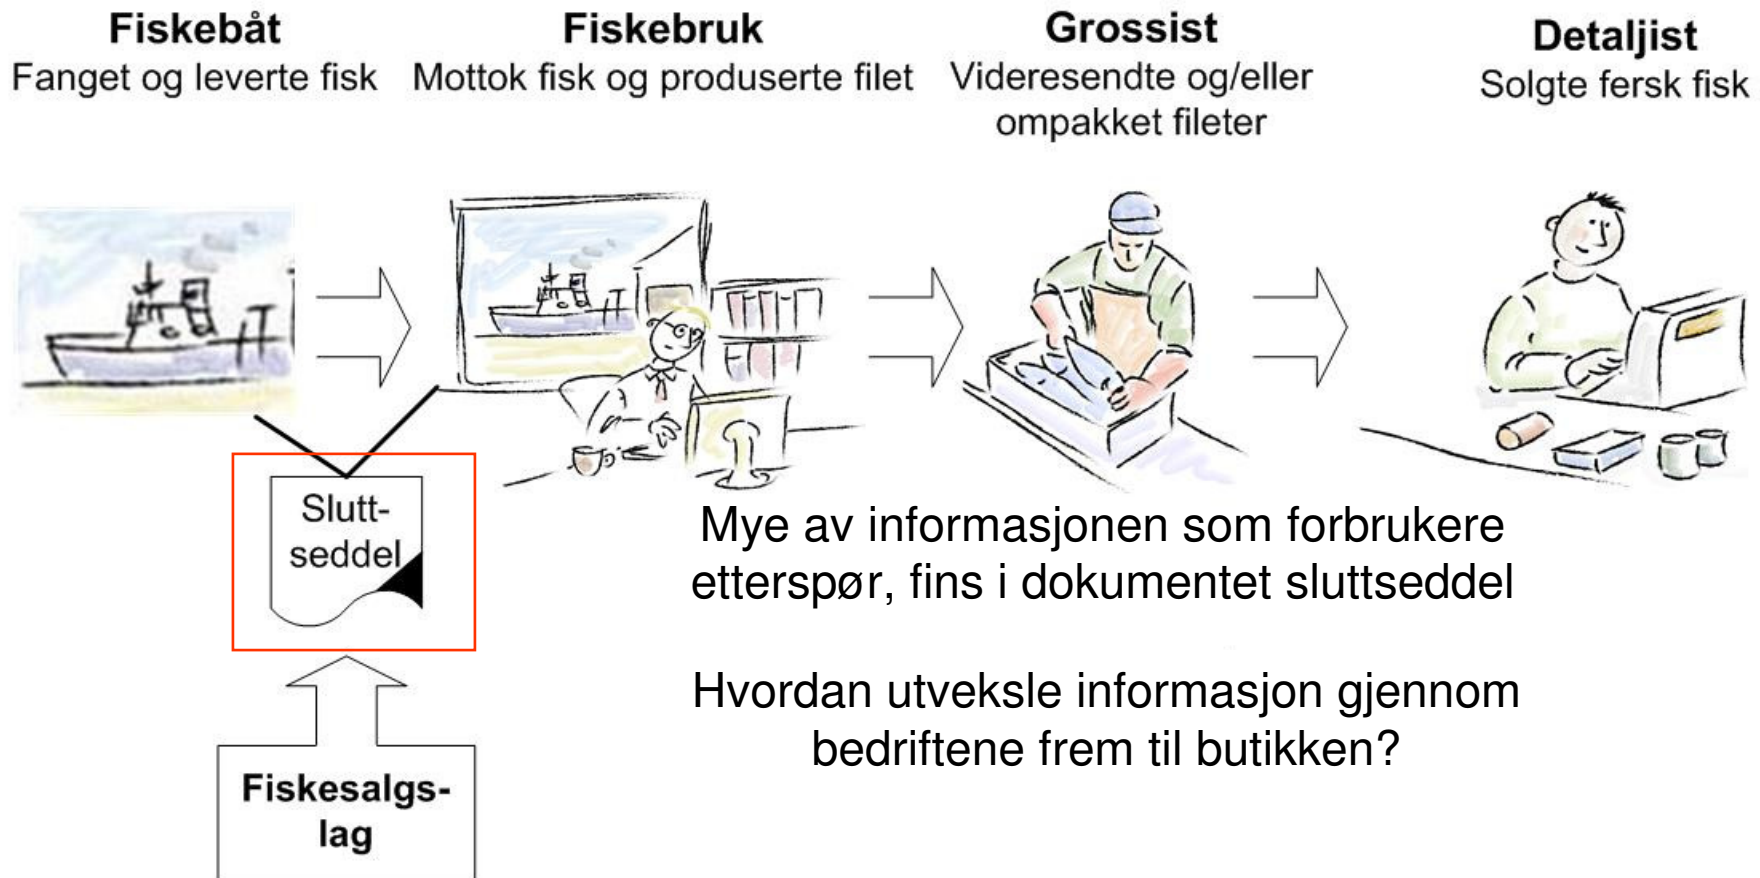 Fiskebåt
Fanget og leverte fisk
Fiskebruk
Mottok fisk og produserte filet
Grossist
Videresendte og/eller
ompakket fileter
Detaljist
Solgte fersk fisk
Slutt-
seddel
Mye av informasjonen som forbrukere
etterspør, fins i dokumentet sluttseddel
Hvordan utveksle informasjon gjennom
bedriftene frem til butikken?
Fiskesalgs-
lag